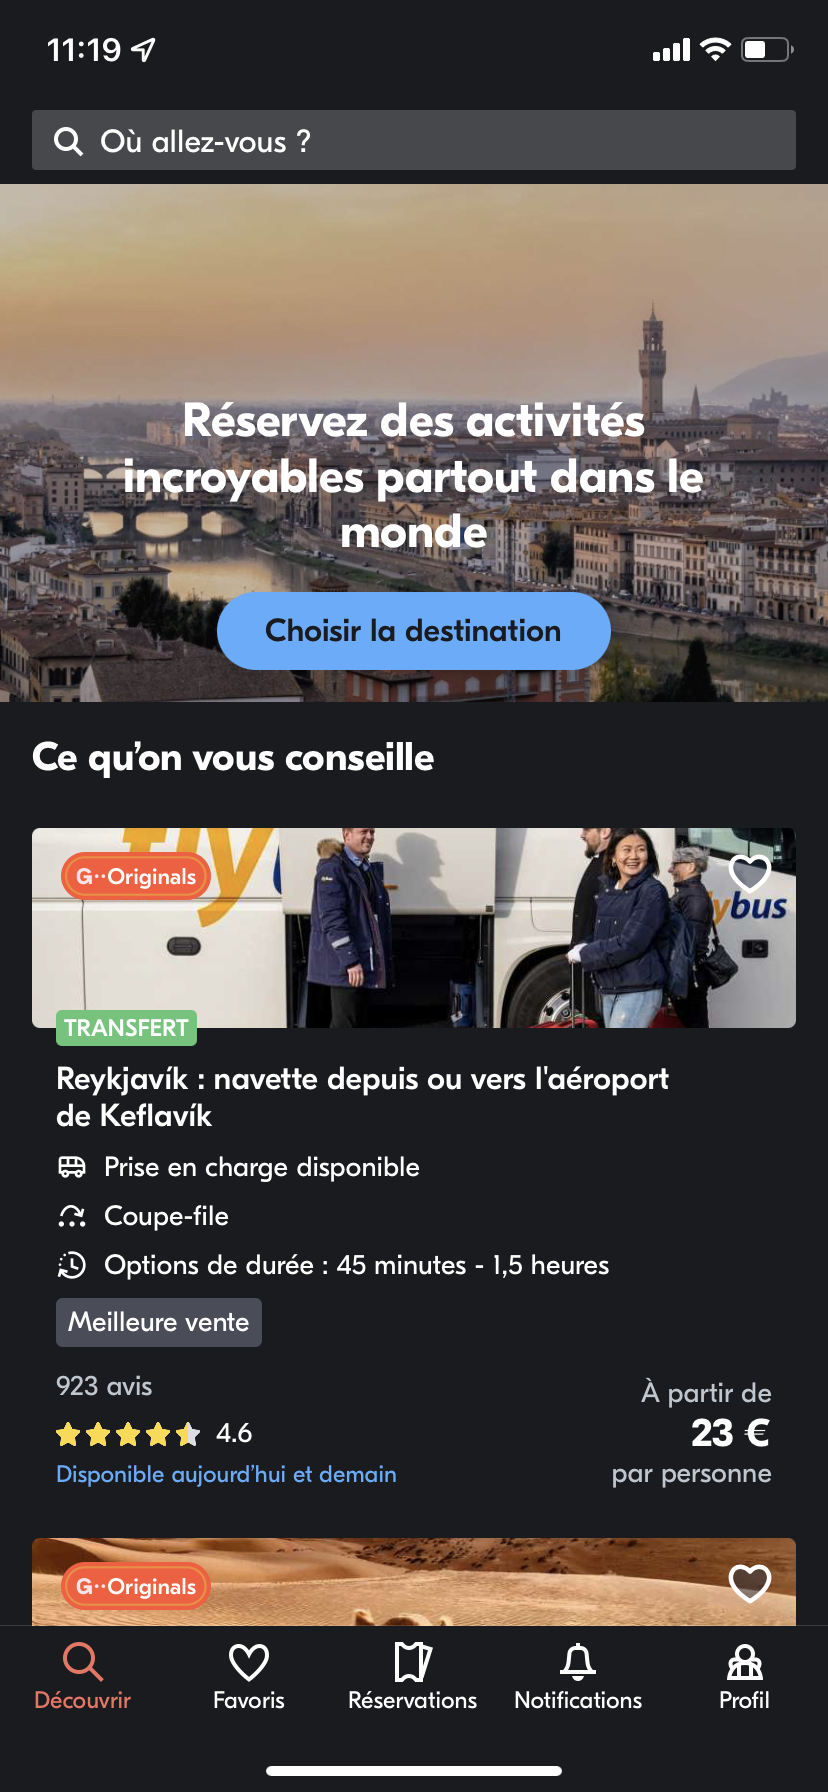 11:19
Où allez-vous ?
Réservez des activités
incroyables partout dans le
monde
Choisir la destination
Ce qu'on vous conseille
fly
G··Originals
lybus
TRANSFERT
Reykjavík : navette depuis ou vers l'aéroport
de Keflavík
Prise en charge disponible
Coupe-file
Options de durée : 45 minutes - 1,5 heures
Meilleure vente
923 avis
4.6
Disponible aujourd'hui et demain
À partir de
23 €
par personne
G··Originals
Découvrir
Favoris
Réservations
Notifications
Profil